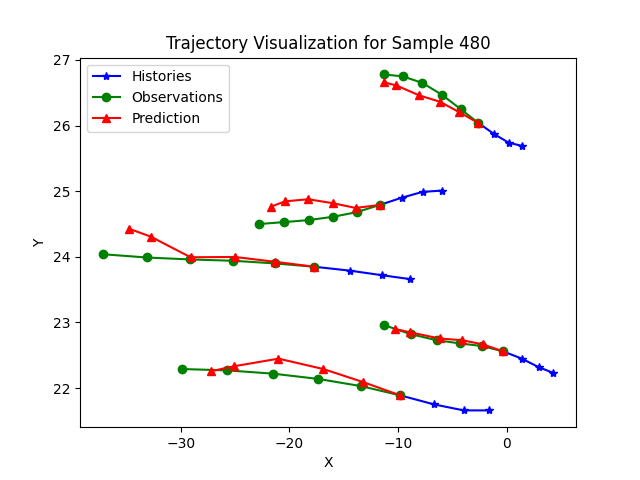 Trajectory Visualization for Sample 480
27
26
25
24
23
22
Y
Histories
Observations
Prediction
−30
−20
−10
0
X